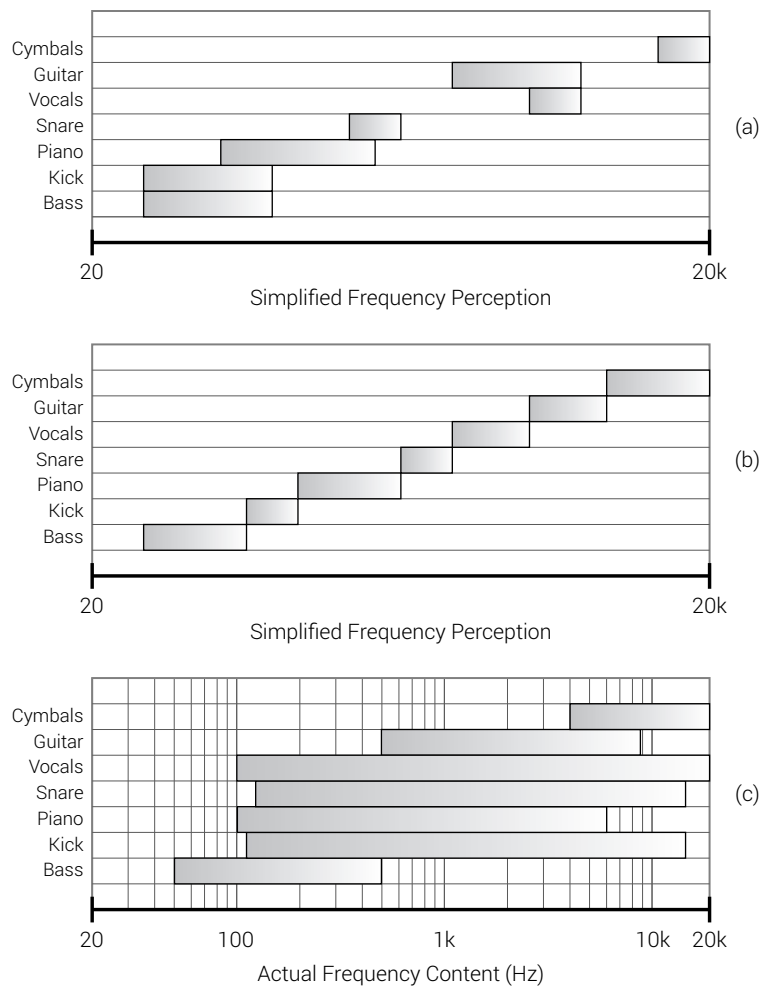 Cymbals
Guitar
Vocals
Snare
Piano
Kick
Bass
(a)
20 20k
Simplified Frequency Perception
Cymbals
Guitar
Vocals
Snare
Piano
Kick
Bass
(b)
20 20k
Simplified Frequency Perception
Cymbals
Guitar
Vocals
Snare
Piano
Kick
Bass
(c)
20 100 1k 10k 20k
Actual Frequency Content (Hz)